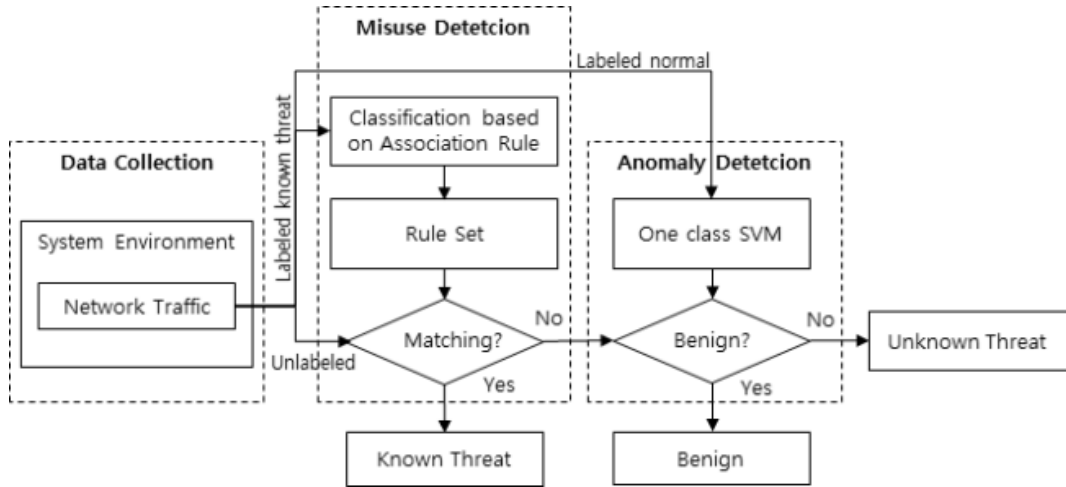 Misuse Detetcion
Labeled normal
Classification based
on Association Rule
Labeled known threat
Data Collection
Anomaly Detetcion
System Environment
Rule Set
One class SVM
Network Traffic
No
No
Matching?
Benign?
Unknown Threat
Unlabeled
Yes
Yes
Known Threat
Benign